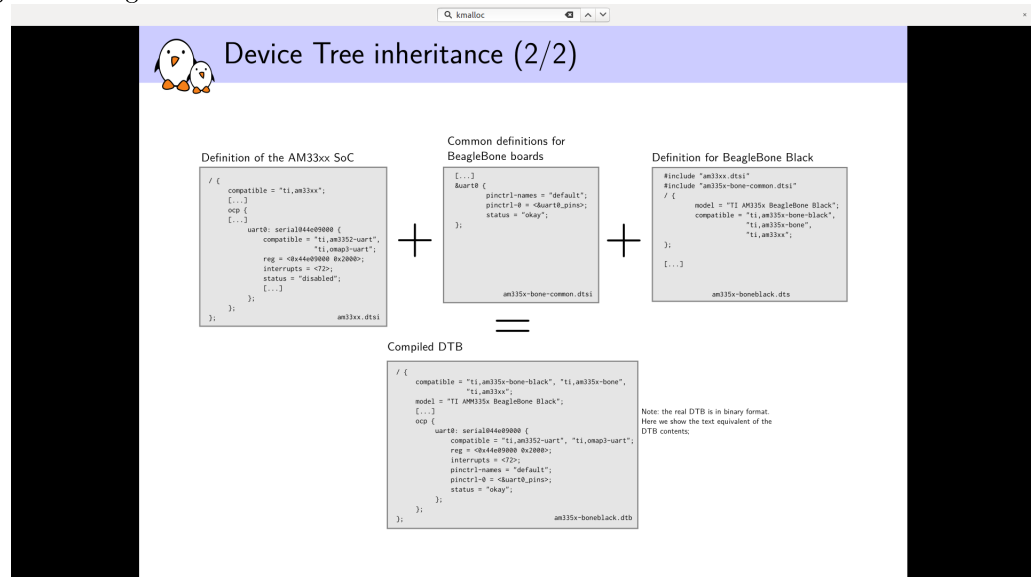 kmalloc
Device Tree inheritance (2/2)
Definition of the AM33xx SoC
/ {
compatible = "ti,am33xx";
[...]
ocp {
[...]
uart0: serial044e09000 {
compatible = "ti,am3352-uart",
"ti,omap3-uart";
reg = <0x44e09000 0x2000>;
interrupts = <72>;
status = "disabled";
[...]
};
};
};
am33xx.dtsi
Common definitions for
BeagleBone boards
[...]
&uart0 {
pinctrl-names = "default";
pinctrl-0 = <&uart0_pins>;
status = "okay";
};
am335x-bone-common.dtsi
Definition for BeagleBone Black
#include "am33xx.dtsi"
#include "am335x-bone-common.dtsi"
/ {
model = "TI AM335x BeagleBone Black";
compatible = "ti,am335x-bone-black",
"ti,am335x-bone",
"ti,am33xx";
};
[...]
am335x-boneblack.dts
Compiled DTB
/ {
compatible = "ti,am335x-bone-black", "ti,am335x-bone",
"ti,am33xx";
model = "TI AMM335x BeagleBone Black";
[...]
ocp {
uart0: serial044e09000 {
compatible = "ti,am3352-uart", "ti,omap3-uart";
reg = <0x44e09000 0x2000>;
interrupts = <72>;
pinctrl-names = "default";
pinctrl-0 = <&uart0_pins>;
status = "okay";
};
};
};
am335x-boneblack.dtb
Note: the real DTB is in binary format.
Here we show the text equivalent of the
DTB contents;